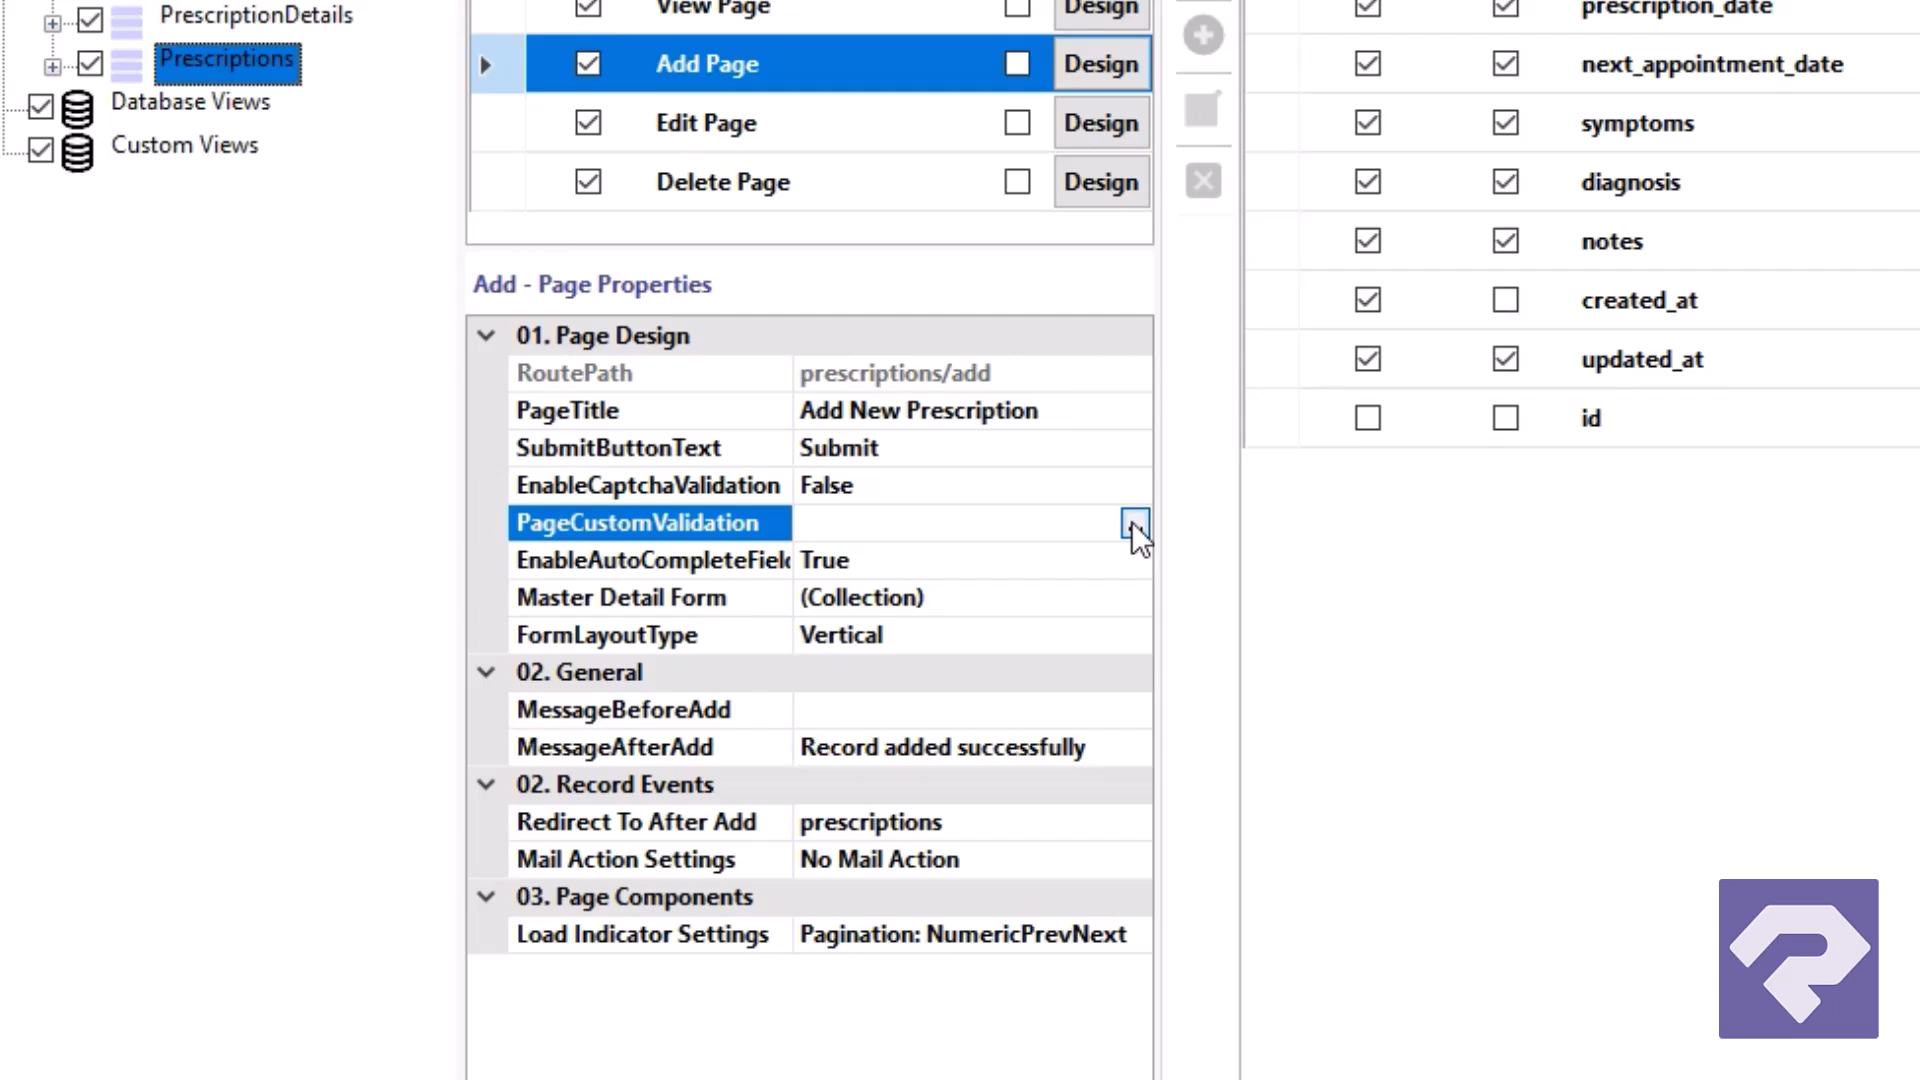 PrescriptionDetails
Prescriptions
Database Views
Custom Views
View Page Design
Add Page Design
Edit Page Design
Delete Page Design
Add - Page Properties
01. Page Design
RoutePath prescriptions/add
PageTitle Add New Prescription
SubmitButtonText Submit
EnableCaptchaValidation False
PageCustomValidation
EnableAutoCompleteField True
Master Detail Form (Collection)
FormLayoutType Vertical
02. General
MessageBeforeAdd
MessageAfterAdd Record added successfully
02. Record Events
Redirect To After Add prescriptions
Mail Action Settings No Mail Action
03. Page Components
Load Indicator Settings Pagination: NumericPrevNext
prescription_date
next_appointment_date
symptoms
diagnosis
notes
created_at
updated_at
id